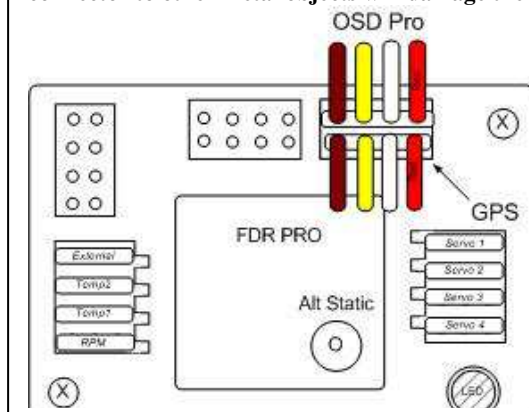 OSD Pro
GPS
FDR PRO
External
Temp2
Temp1
RPM
Alt Static
Servo 1
Servo 2
Servo 3
Servo 4
LED